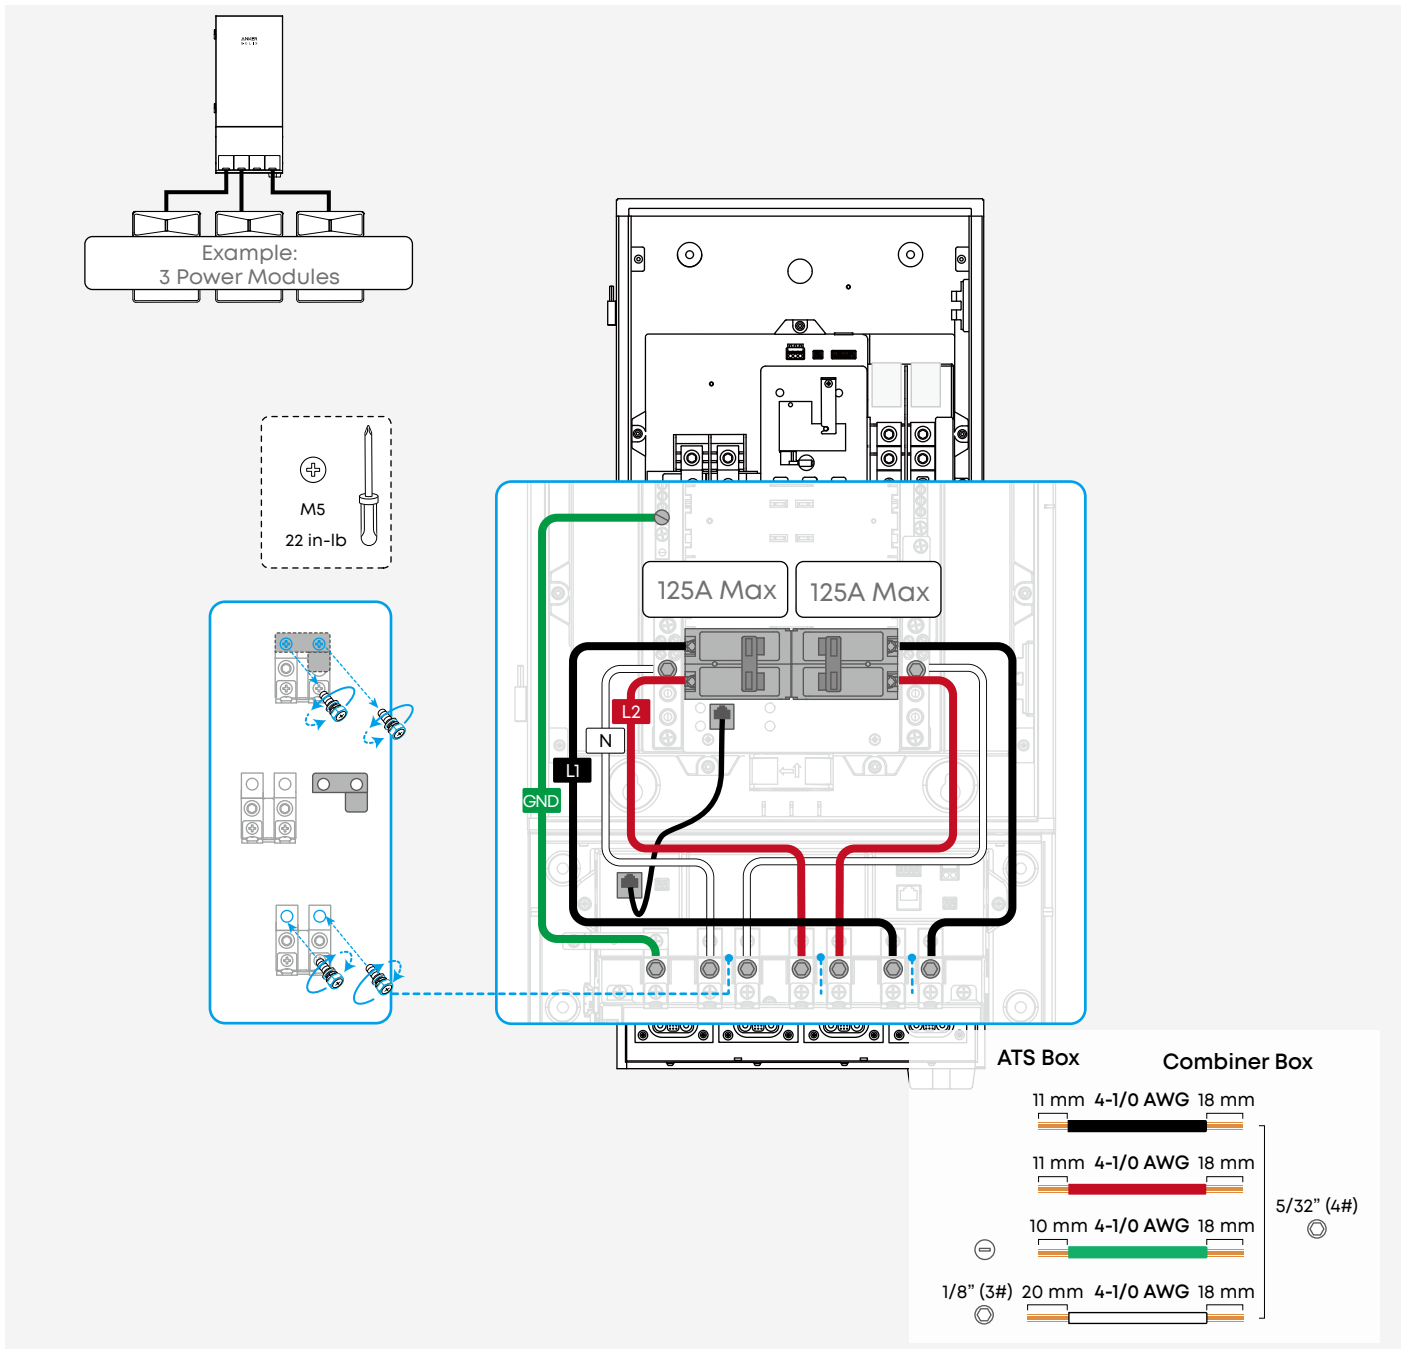 ANKER
SOLIX
Example:
3 Power Modules
M5
22 in-lb
125A Max
125A Max
L2
N
L1
GND
ATS Box
Combiner Box
11 mm 4-1/0 AWG 18 mm
11 mm 4-1/0 AWG 18 mm
5/32” (4#)
10 mm 4-1/0 AWG 18 mm
1/8” (3#) 20 mm 4-1/0 AWG 18 mm